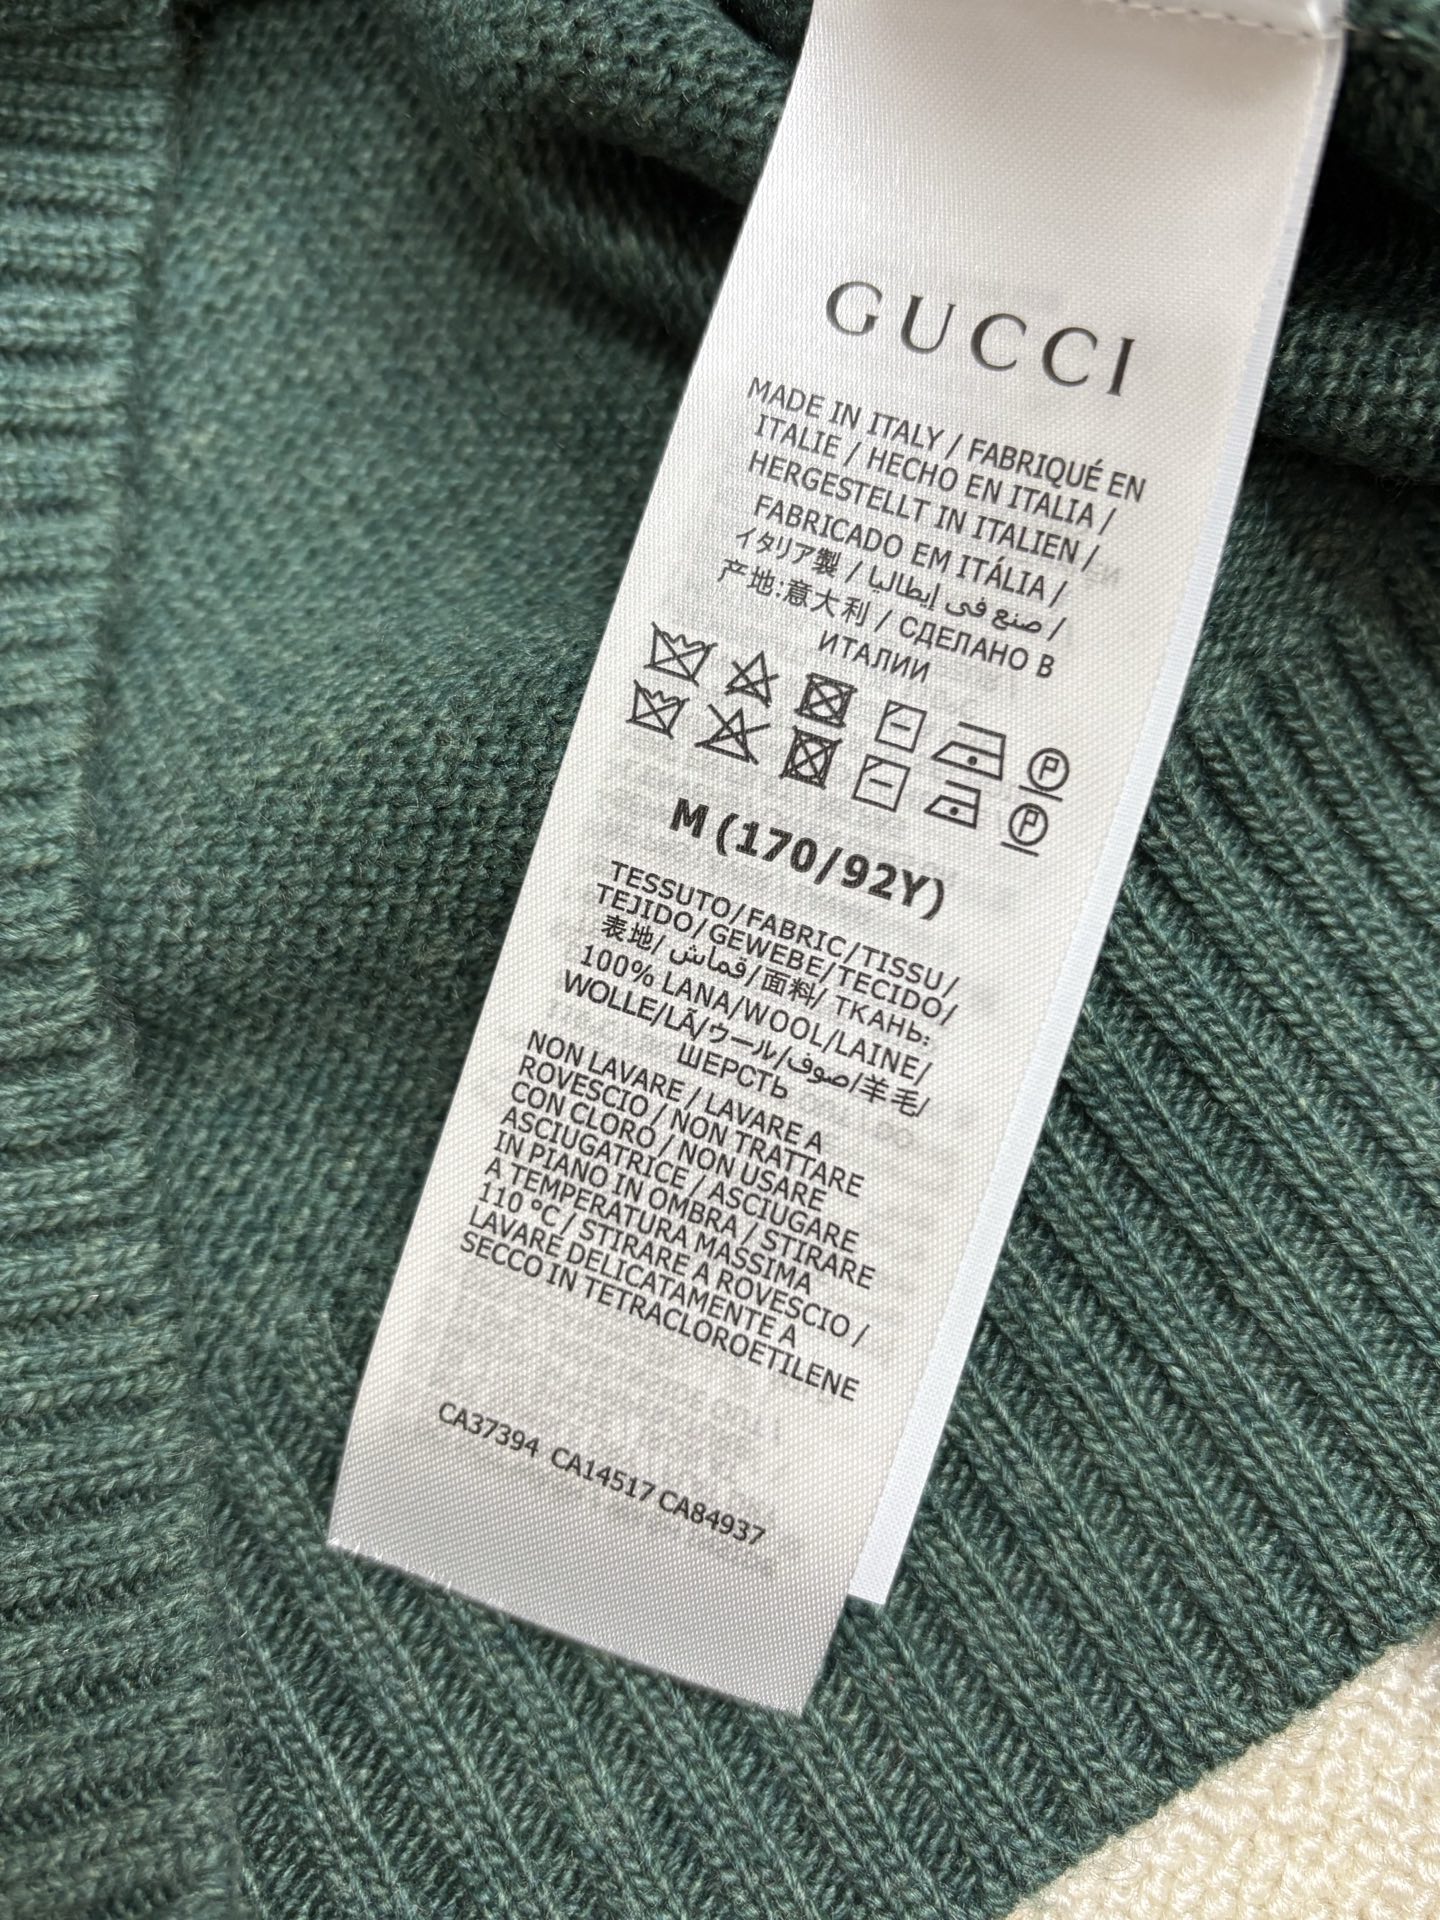 GUCCI
MADE IN ITALY / FABRIQUÉ EN
ITALIE / HECHO EN ITALIA /
HERGESTELLT IN ITALIEN /
FABRICADO EM ITÁLIA /
イタリア製 / صنع في إيطاليا /
产地:意大利 / СДЕЛАНО В
ИТАЛИИ
P
P
M (170/92Y)
TESSUTO/FABRIC/TISSU/
TEJIDO/GEWEBE/TECIDO/
表地/قماش/面料/ ТКАНЬ:
100% LANA/WOOL/LAINE/
WOLLE/LÃ/ウール/صوف/羊毛/
ШЕРСТЬ
NON LAVARE / LAVARE A
ROVESCIO / NON TRATTARE
CON CLORO / NON USARE
ASCIUGATRICE / ASCIUGARE
IN PIANO IN OMBRA / STIRARE
A TEMPERATURA MASSIMA
110 °C / STIRARE A ROVESCIO /
LAVARE DELICATAMENTE A
SECCO IN TETRACLOROETILENE
CA37394 CA14517 CA84937